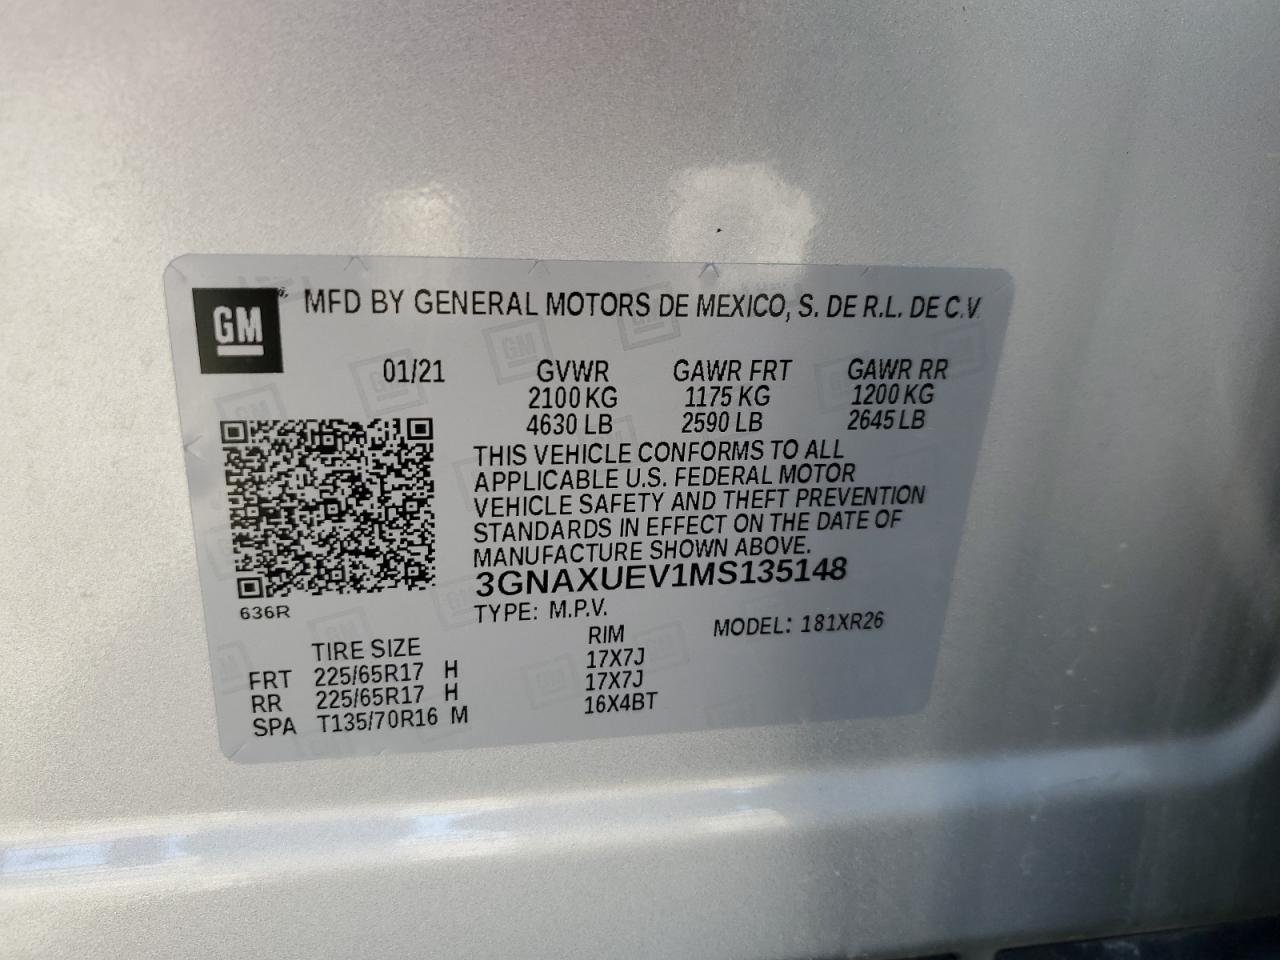 GM
MFD BY GENERAL MOTORS DE MEXICO, S. DE R.L. DE C.V
01/21 GVWR GAWR FRT GAWR RR
2100 KG 1175 KG 1200 KG
4630 LB 2590 LB 2645 LB
THIS VEHICLE CONFORMS TO ALL
APPLICABLE U.S. FEDERAL MOTOR
VEHICLE SAFETY AND THEFT PREVENTION
STANDARDS IN EFFECT ON THE DATE OF
MANUFACTURE SHOWN ABOVE.
3GNAXUEV1MS135148
636R
TYPE: M.P.V. MODEL: 181XR26
TIRE SIZE RIM
FRT 225/65R17 H 17X7J
RR 225/65R17 H 17X7J
SPA T135/70R16 M 16X4BT